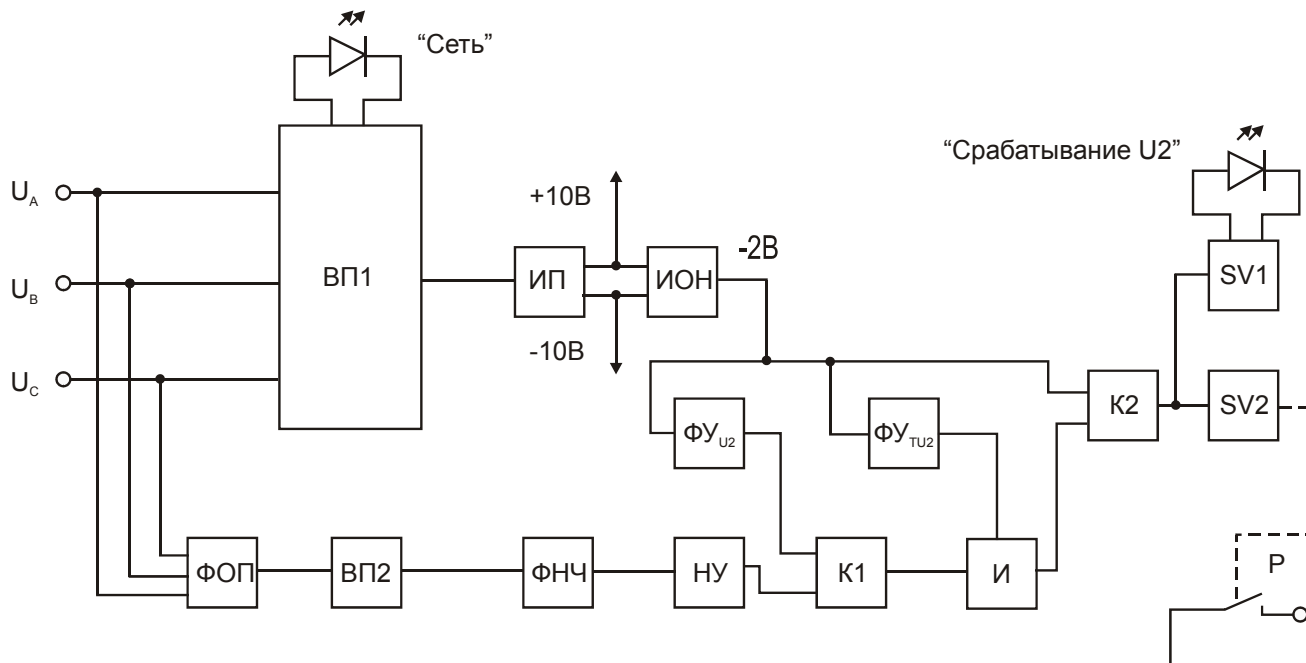 “Сеть”
“Срабатывание U2”
UA
+10В
-2В
UB
ВП1
ИП
ИОН
SV1
-10В
UC
К2
SV2
ФУU2
ФУTU2
ФОП
ВП2
ФНЧ
НУ
К1
И
Р